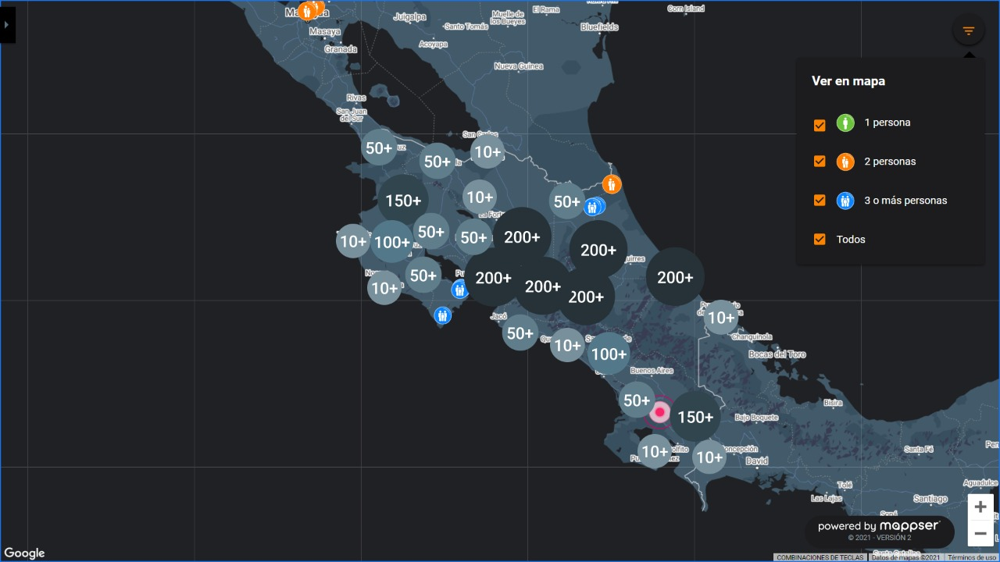 El Rama
Corn Island
Juigalpa
Muelle de
los Bueyes
Santo Tomás
Bluefields
Masaya
Acoyapa
Granada
Nueva Guinea
Ver en mapa
1 persona
2 personas
3 o más personas
Todos
Rivas
San Juan
del Sur
50+
50+
10+
150+
10+
50+
10+
100+
50+
50+
200+
200+
50+
10+
200+
200+
200+
200+
Jacó
50+
10+
100+
10+
Changuinola
Bocas del Toro
Buenos Aires
50+
150+
Bisira
Bajo Boquete
10+
10+
David
Santa Fé
Tolé
Las Lajas
Santiago
Aguadulce
powered by mappser
© 2021 - VERSIÓN 2
Google
COMBINACIONES DE TECLAS
Datos de mapas ©2021
Términos de uso